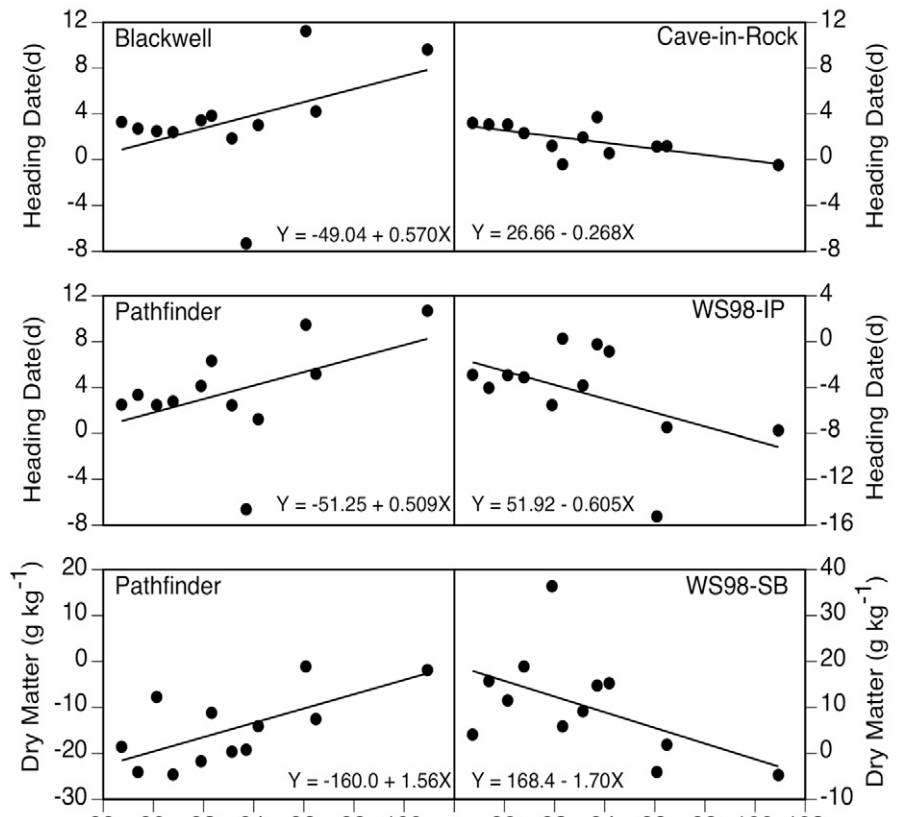 12
8
4
0
-4
-8
Heading Date(d)
Blackwell
Y = -49.04 + 0.570X
Cave-in-Rock
Y = 26.66 - 0.268X
12
8
4
0
-4
-8
Heading Date(d)
12
8
4
0
-4
-8
Heading Date(d)
Pathfinder
Y = -51.25 + 0.509X
WS98-IP
Y = 51.92 - 0.605X
4
0
-4
-8
-12
-16
Heading Date(d)
20
10
0
-10
-20
-30
Dry Matter (g kg-1)
Pathfinder
Y = -160.0 + 1.56X
WS98-SB
Y = 168.4 - 1.70X
40
30
20
10
0
-10
Dry Matter (g kg-1)